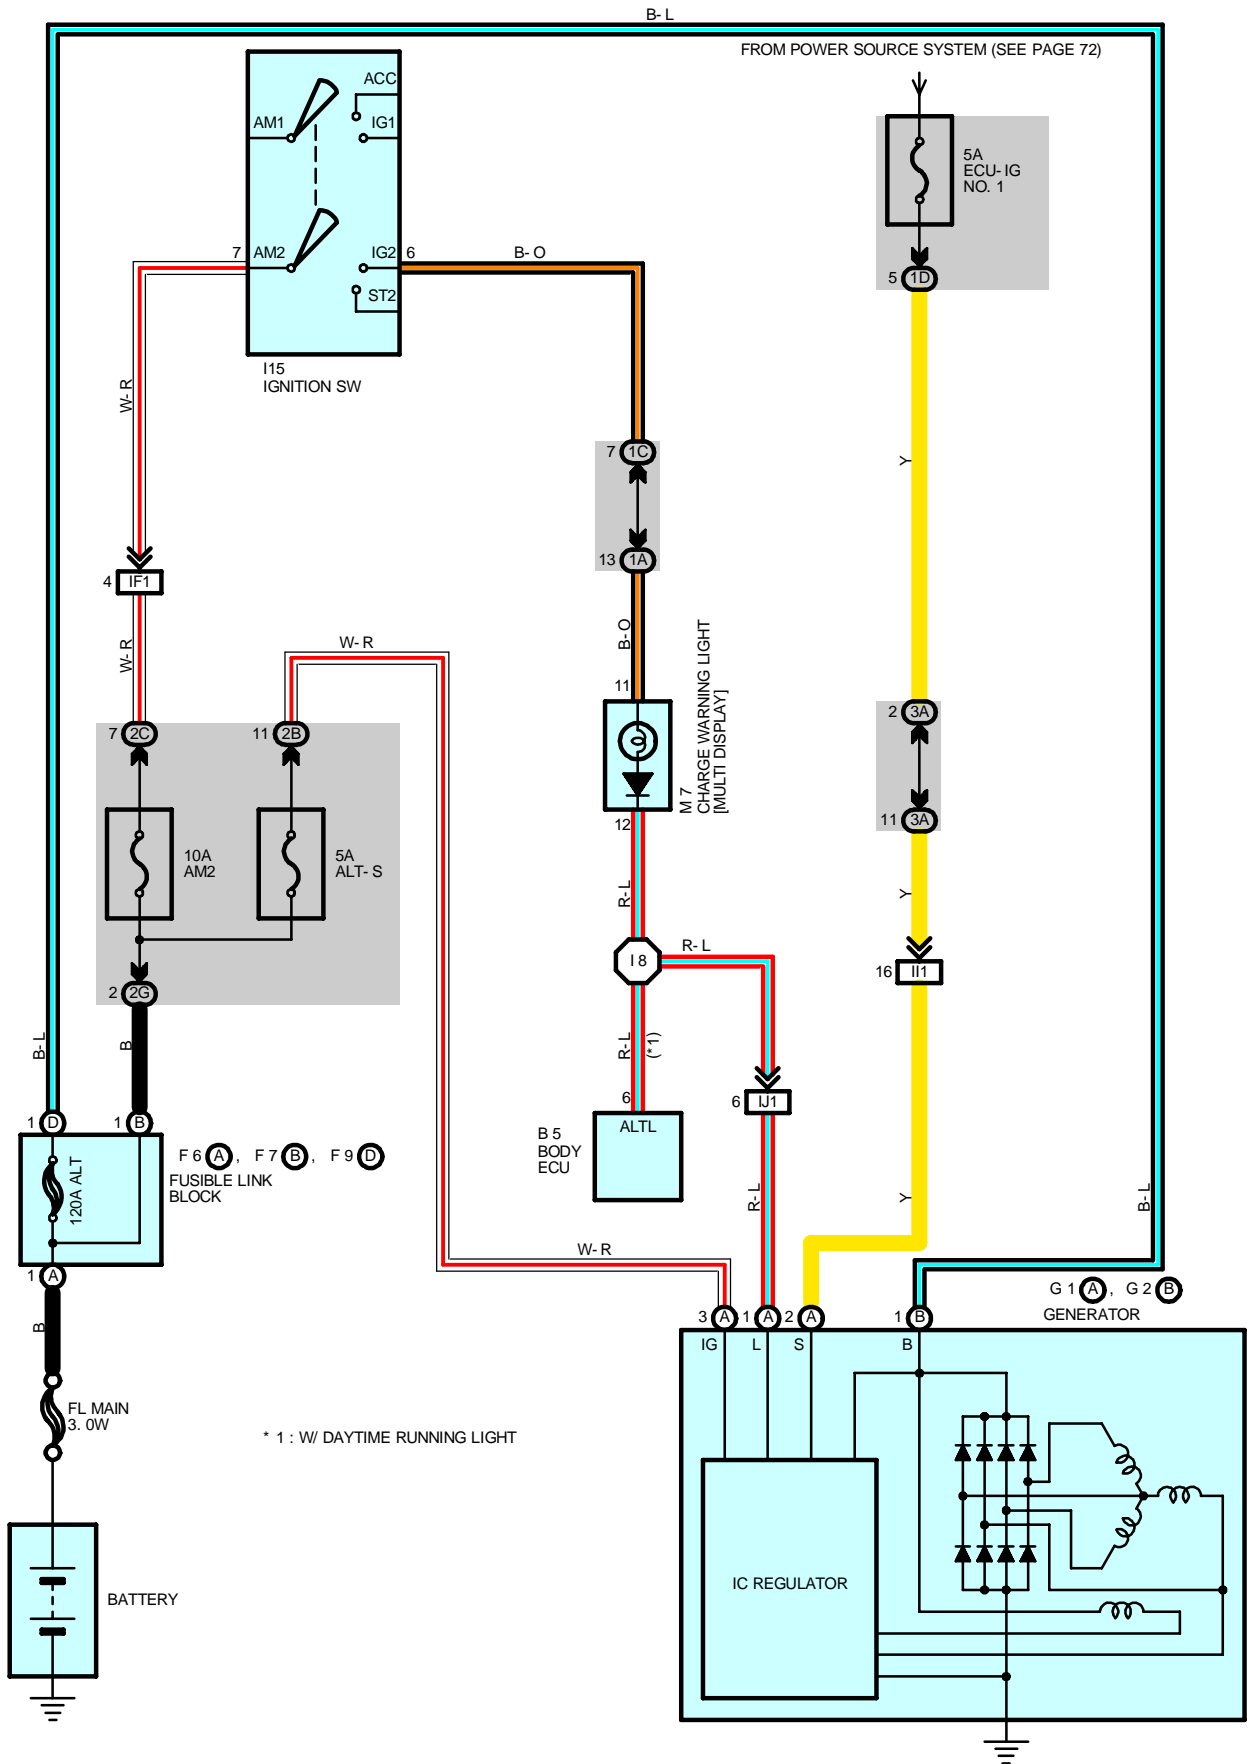 B- L
FROM POWER SOURCE SYSTEM (SEE PAGE 72)
ACC
AM1
IG1
5A
ECU- IG
NO. 1
7
AM2
IG2
6
B- O
ST2
5
1D
I15
IGNITION SW
W- R
7
1C
Y
13
1A
4
IF1
W- R
W- R
B- O
11
M 7
CHARGE WARNING LIGHT
[MULTI DISPLAY]
2
3A
7
2C
11
2B
12
11
3A
10A
AM2
5A
ALT- S
R- L
Y
I 8
R- L
16
II1
2
2G
B- L
B
R- L
(* 1)
6
IJ1
6
ALTL
1
D
1
B
B 5
BODY
ECU
120A ALT
F 6 A , F 7 B , F 9 D
FUSIBLE LINK
BLOCK
R- L
Y
B- L
W- R
1
A
G 1 A , G 2 B
GENERATOR
B
3
A
1
A
2
A
1
B
IG
L
S
B
FL MAIN
3. 0W
* 1 : W/ DAYTIME RUNNING LIGHT
IC REGULATOR
BATTERY